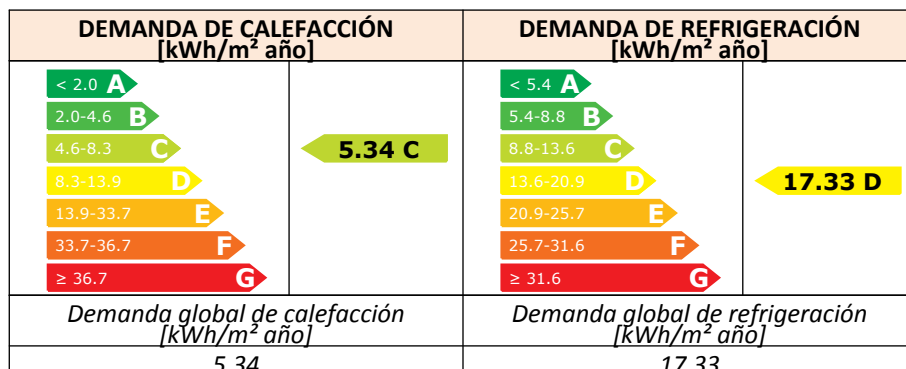 DEMANDA DE CALEFACCIÓN
[kWh/m² año]
DEMANDA DE REFRIGERACIÓN
[kWh/m² año]
< 2.0 A
2.0-4.6 B
4.6-8.3 C
8.3-13.9 D
13.9-33.7 E
33.7-36.7 F
≥ 36.7 G
5.34 C
< 5.4 A
5.4-8.8 B
8.8-13.6 C
13.6-20.9 D
20.9-25.7 E
25.7-31.6 F
≥ 31.6 G
17.33 D
Demanda global de calefacción
[kWh/m² año]
Demanda global de refrigeración
[kWh/m² año]
5.34
17.33